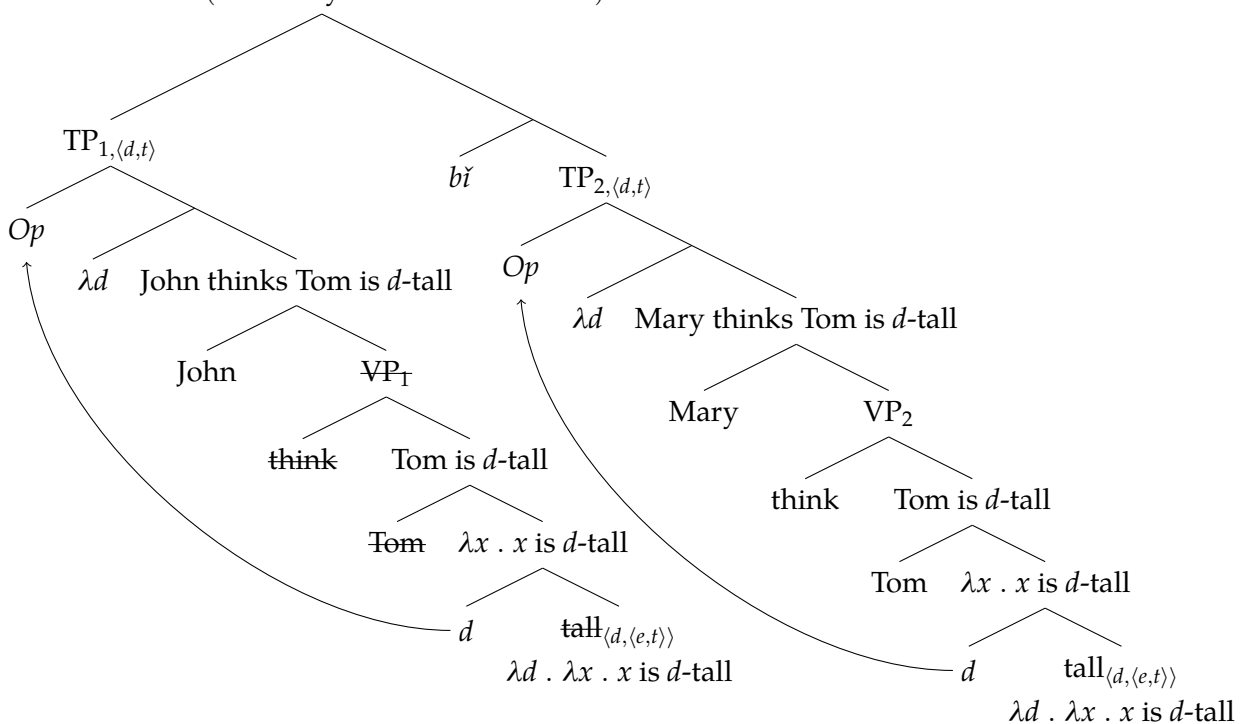 TP₁,⟨d,t⟩
bǐ TP₂,⟨d,t⟩
Op
Op
λd John thinks Tom is d-tall
λd Mary thinks Tom is d-tall
John VP₁
Mary VP₂
think Tom is d-tall
think Tom is d-tall
Tom λx . x is d-tall
Tom λx . x is d-tall
d tall⟨d,⟨e,t⟩⟩
λd . λx . x is d-tall
d tall⟨d,⟨e,t⟩⟩
λd . λx . x is d-tall